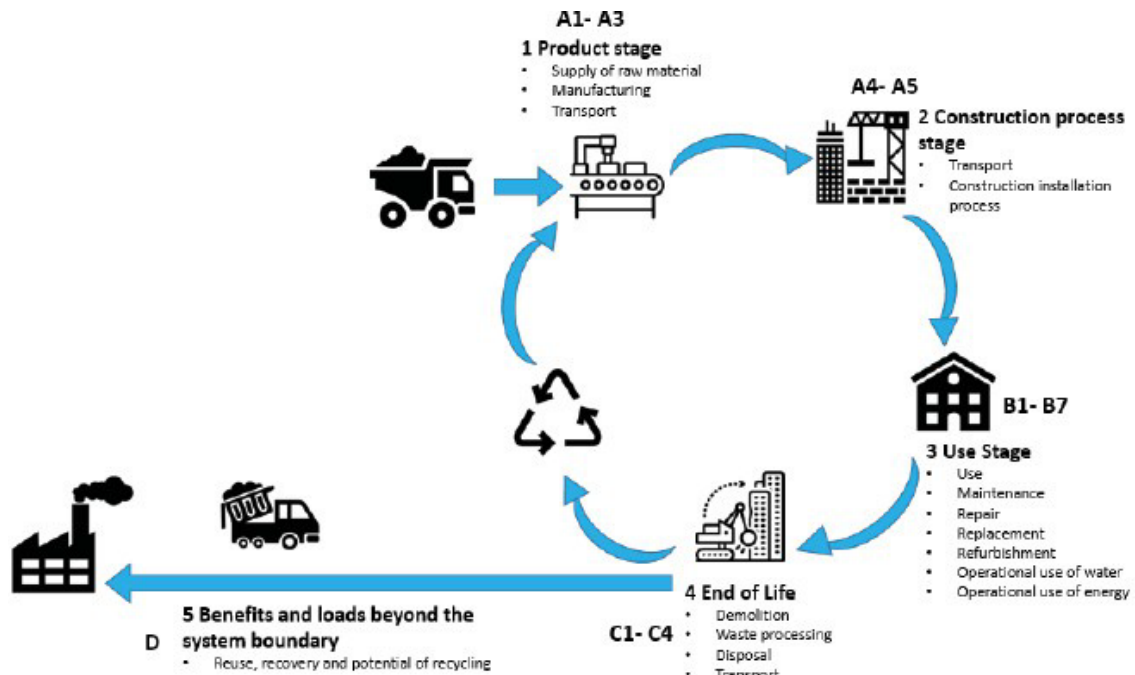 A1- A3
1 Product stage
• Supply of raw material
• Manufacturing
• Transport
A4- A5
2 Construction process
stage
• Transport
• Construction installation
process
B1- B7
3 Use Stage
• Use
• Maintenance
• Repair
• Replacement
• Refurbishment
• Operational use of water
• Operational use of energy
4 End of Life
C1- C4
• Demolition
• Waste processing
• Disposal
• Transport
5 Benefits and loads beyond the
D system boundary
• Reuse, recovery and potential of recycling